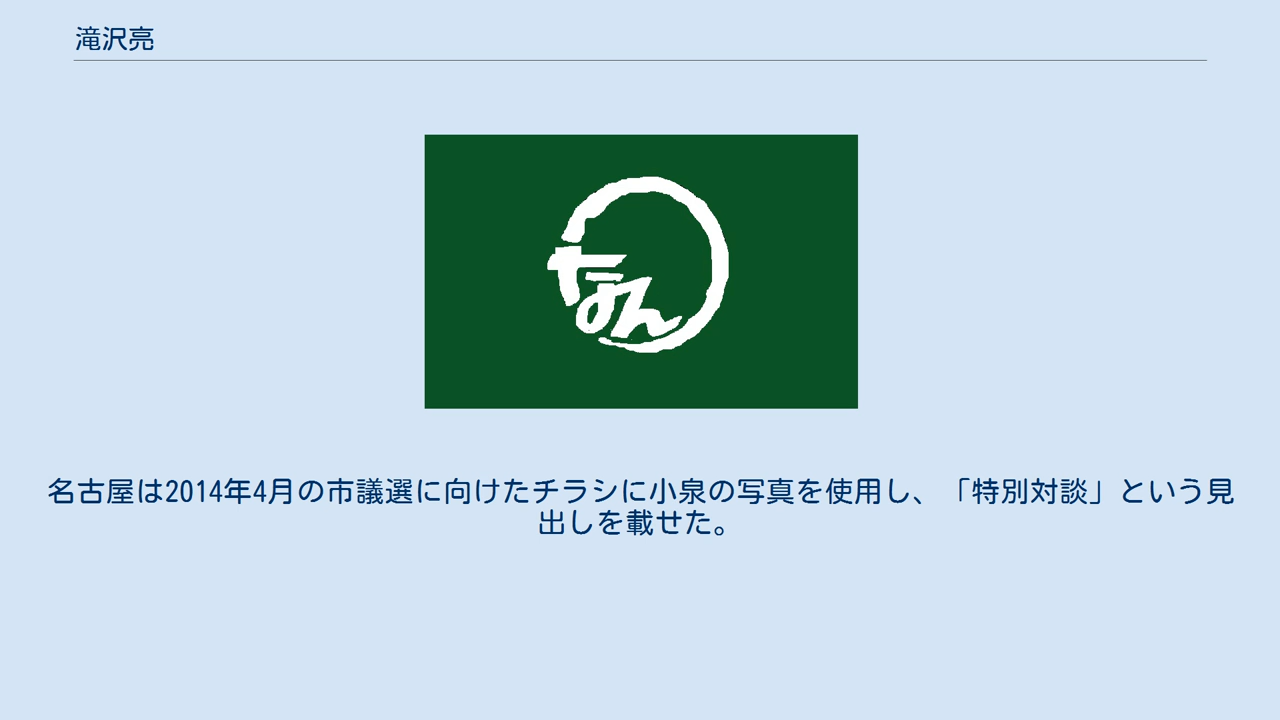 滝沢亮
なん
名古屋は2014年4月の市議選に向けたチラシに小泉の写真を使用し、「特別対談」という見
出しを載せた。